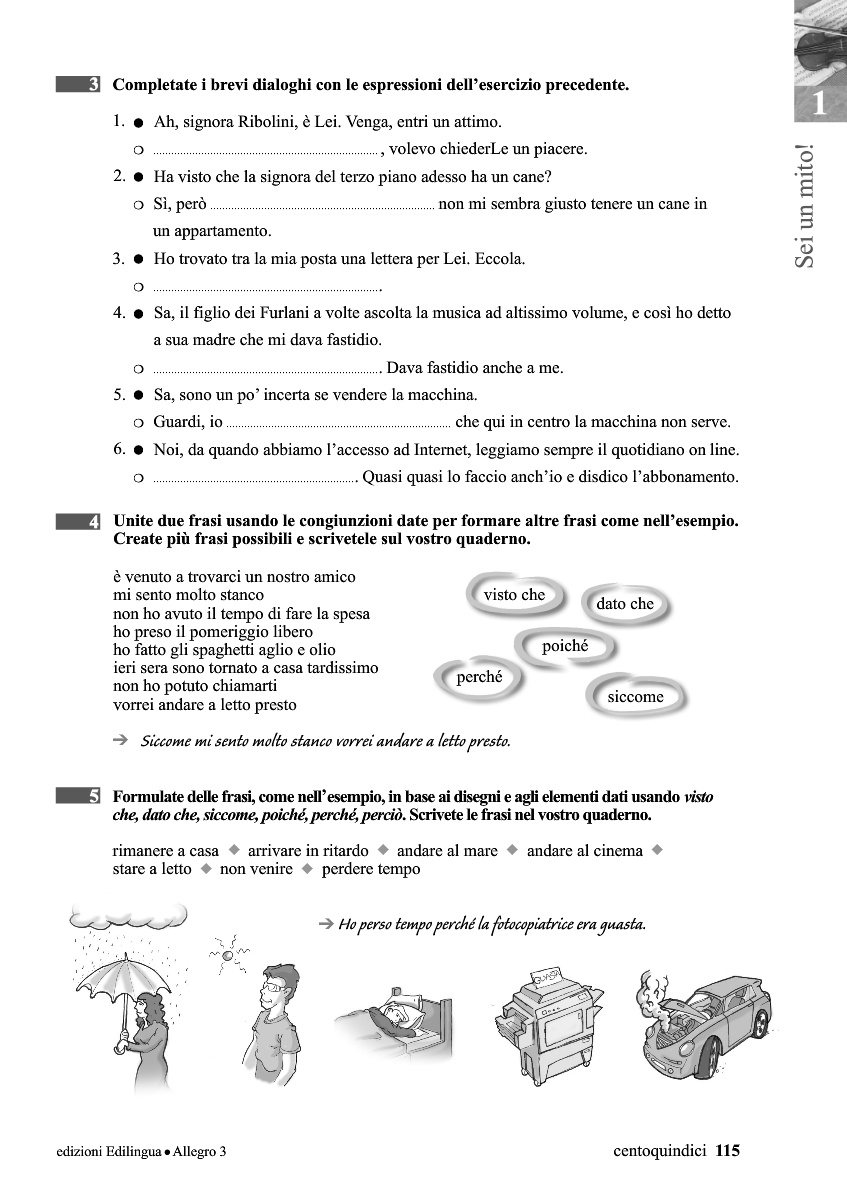 1
Sei un mito!
3 Completate i brevi dialoghi con le espressioni dell'esercizio precedente.
1. ● Ah, signora Ribolini, è Lei. Venga, entri un attimo.
❍ ..........................................................................., volevo chiederLe un piacere.
2. ● Ha visto che la signora del terzo piano adesso ha un cane?
❍ Sì, però ........................................................................... non mi sembra giusto tenere un cane in
un appartamento.
3. ● Ho trovato tra la mia posta una lettera per Lei. Eccola.
❍ ............................................................................
4. ● Sa, il figlio dei Furlani a volte ascolta la musica ad altissimo volume, e così ho detto
a sua madre che mi dava fastidio.
❍ ............................................................................ Dava fastidio anche a me.
5. ● Sa, sono un po' incerta se vendere la macchina.
❍ Guardi, io ........................................................................... che qui in centro la macchina non serve.
6. ● Noi, da quando abbiamo l'accesso ad Internet, leggiamo sempre il quotidiano on line.
❍ .................................................................... Quasi quasi lo faccio anch'io e disdico l'abbonamento.
4 Unite due frasi usando le congiunzioni date per formare altre frasi come nell'esempio.
Create più frasi possibili e scrivetele sul vostro quaderno.
è venuto a trovarci un nostro amico
mi sento molto stanco
non ho avuto il tempo di fare la spesa
ho preso il pomeriggio libero
ho fatto gli spaghetti aglio e olio
ieri sera sono tornato a casa tardissimo
non ho potuto chiamarti
vorrei andare a letto presto
visto che
dato che
poiché
perché
siccome
➔ Siccome mi sento molto stanco vorrei andare a letto presto.
5 Formulate delle frasi, come nell'esempio, in base ai disegni e agli elementi dati usando visto
che, dato che, siccome, poiché, perché, perciò. Scrivete le frasi nel vostro quaderno.
rimanere a casa ◆ arrivare in ritardo ◆ andare al mare ◆ andare al cinema ◆
stare a letto ◆ non venire ◆ perdere tempo
➔ Ho perso tempo perché la fotocopiatrice era guasta.
edizioni Edilingua ● Allegro 3
centoquindici 115